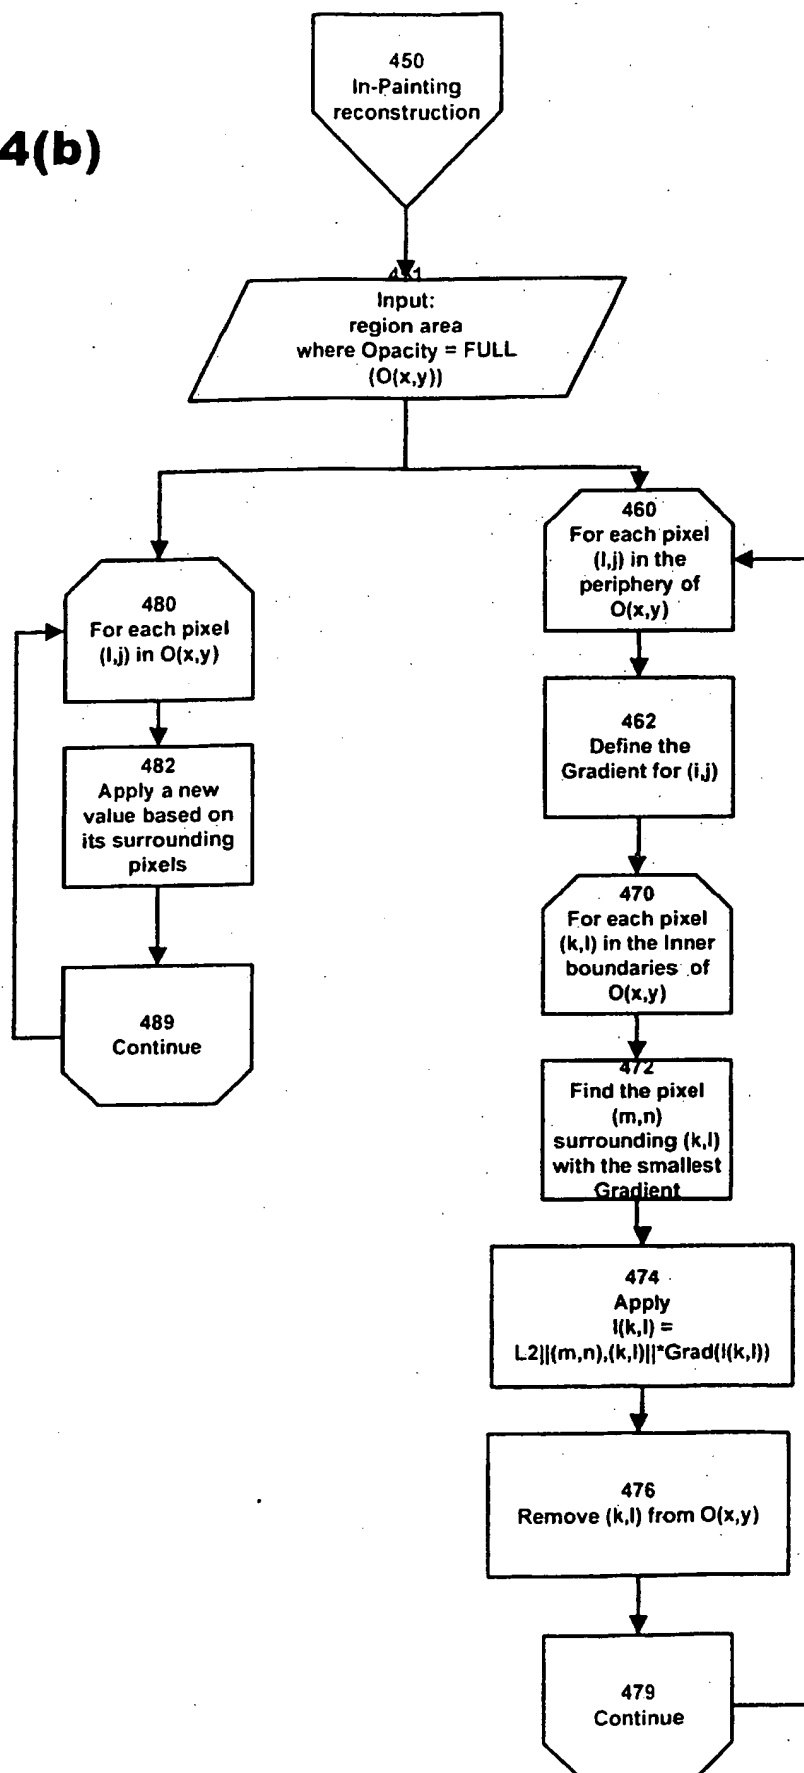 4(b)
450
In-Painting
reconstruction
Input:
region area
where Opacity = FULL
(O(x,y))
460
For each pixel
(I,j) in the
periphery of
O(x,y)
480
For each pixel
(I,j) in O(x,y)
462
Define the
Gradient for (i,j)
482
Apply a new
value based on
its surrounding
pixels
470
For each pixel
(k,l) in the Inner
boundaries of
O(x,y)
489
Continue
472
Find the pixel
(m,n)
surrounding (k,l)
with the smallest
Gradient
474
Apply
I(k,l) =
L2||(m,n),(k,l)||*Grad(I(k,l))
476
Remove (k,l) from O(x,y)
479
Continue